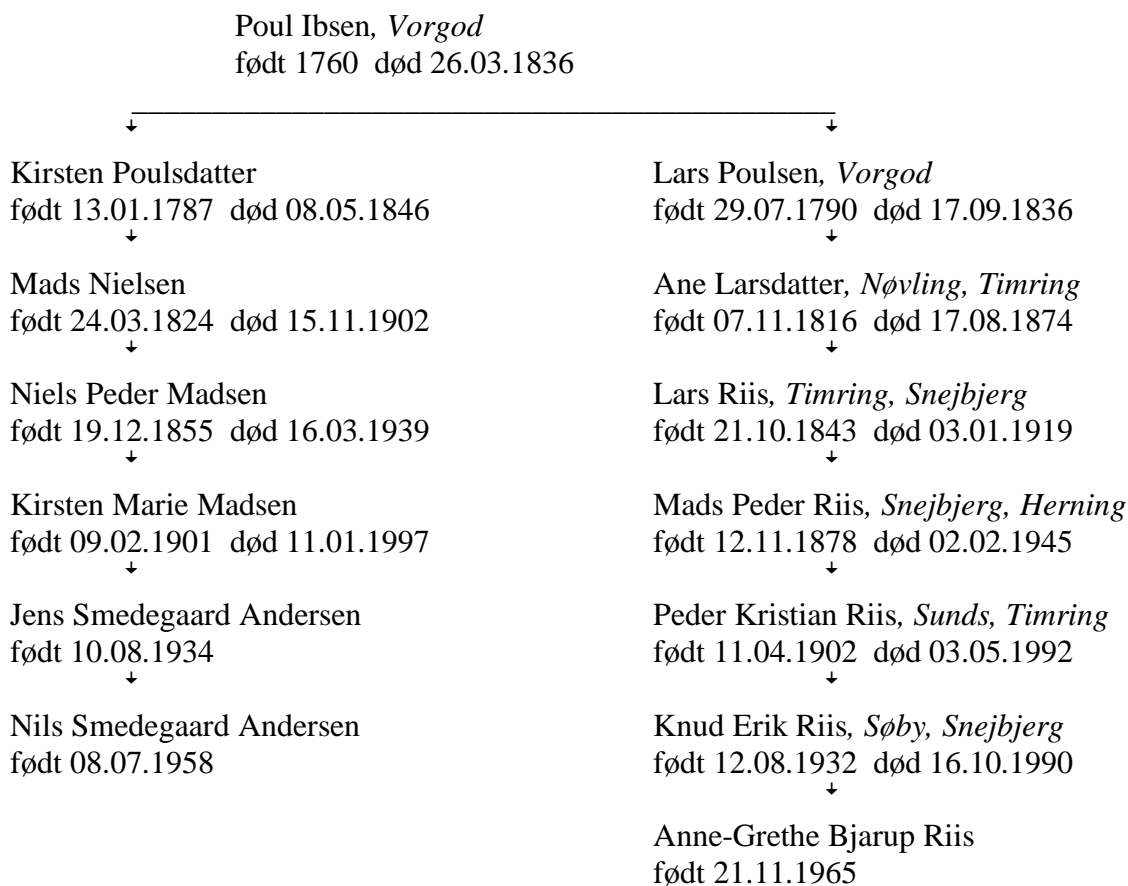 Poul Ibsen, Vorgod
født 1760 død 26.03.1836
Kirsten Poulsdatter
født 13.01.1787 død 08.05.1846
Mads Nielsen
født 24.03.1824 død 15.11.1902
Niels Peder Madsen
født 19.12.1855 død 16.03.1939
Kirsten Marie Madsen
født 09.02.1901 død 11.01.1997
Jens Smedegaard Andersen
født 10.08.1934
Nils Smedegaard Andersen
født 08.07.1958
Lars Poulsen, Vorgod
født 29.07.1790 død 17.09.1836
Ane Larsdatter, Nøvling, Timring
født 07.11.1816 død 17.08.1874
Lars Riis, Timring, Snejbjerg
født 21.10.1843 død 03.01.1919
Mads Peder Riis, Snejbjerg, Herning
født 12.11.1878 død 02.02.1945
Peder Kristian Riis, Sunds, Timring
født 11.04.1902 død 03.05.1992
Knud Erik Riis, Søby, Snejbjerg
født 12.08.1932 død 16.10.1990
Anne-Grethe Bjarup Riis
født 21.11.1965